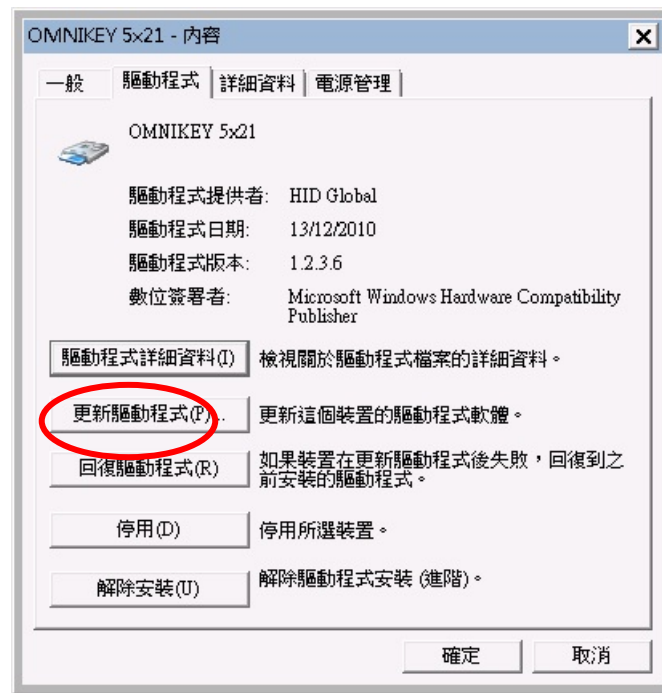 OMNIKEY 5x21 - 內容
一般 驅動程式 詳細資料 電源管理
OMNIKEY 5x21
驅動程式提供者: HID Global
驅動程式日期: 13/12/2010
驅動程式版本: 1.2.3.6
數位簽署者: Microsoft Windows Hardware Compatibility
Publisher
驅動程式詳細資料(I) 檢視關於驅動程式檔案的詳細資料。
更新驅動程式(P)... 更新這個裝置的驅動程式軟體。
回復驅動程式(R) 如果裝置在更新驅動程式後失敗，回復到之
前安裝的驅動程式。
停用(D) 停用所選裝置。
解除安裝(U) 解除驅動程式安裝 (進階)。
確定 取消